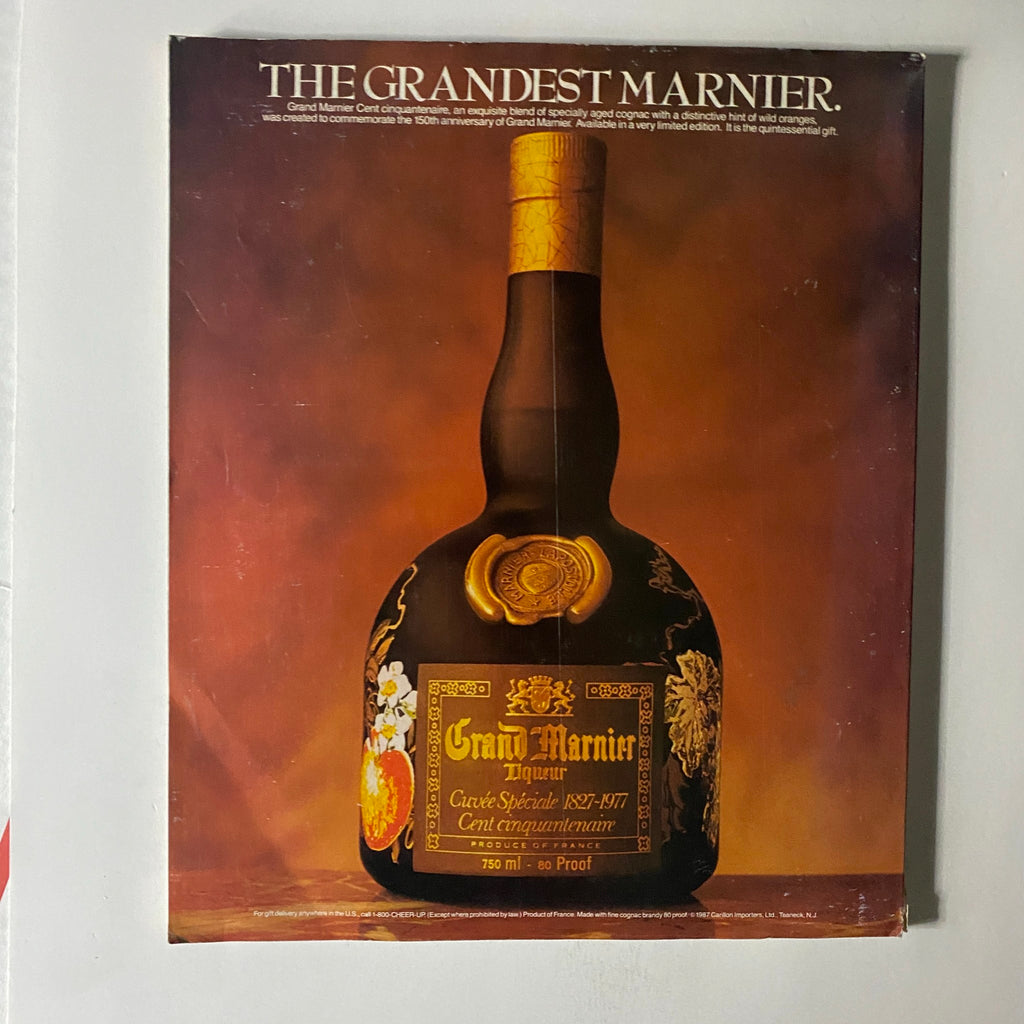 THE GRANDEST MARNIER.
Grand Marnier Cent cinquantenaire, an exquisite blend of specially aged cognac with a distinctive hint of wild oranges,
was created to commemorate the 150th anniversary of Grand Marnier. Available in a very limited edition. It is the quintessential gift.
MARNIER-LAPOSTOLLE
Grand Marnier
Liqueur
Cuvée Spéciale 1827-1977
Cent cinquantenaire
PRODUCE OF FRANCE
750 ml - 80 Proof
For gift delivery anywhere in the U.S., call 1-800-CHEER-UP. (Except where prohibited by law.) Product of France. Made with fine cognac brandy 80 proof. © 1987 Carillon Importers, Ltd., Teaneck, N.J.